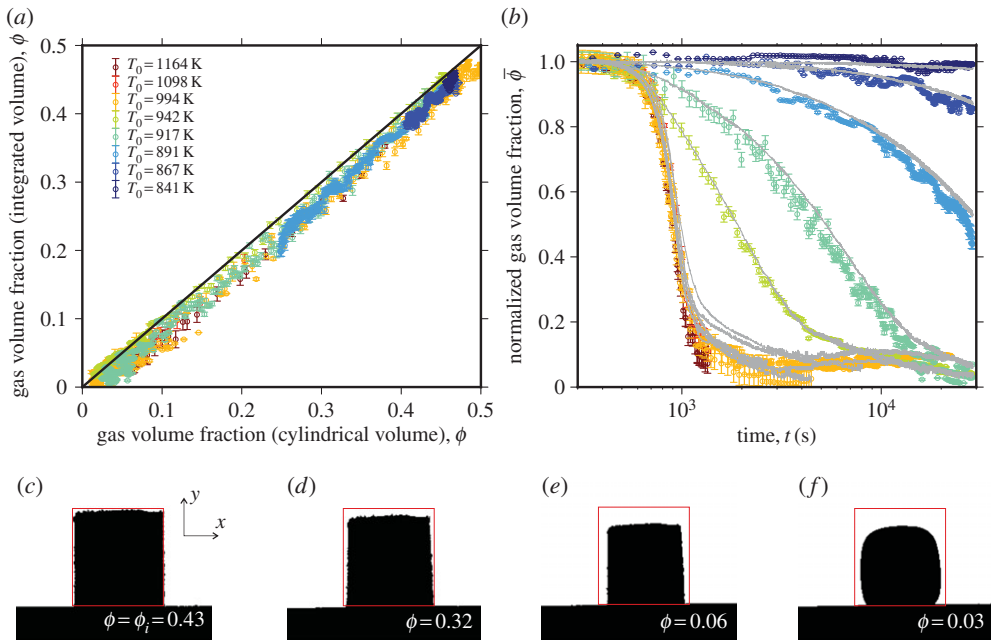 (a)
gas volume fraction (integrated volume), ϕ
0.5
0.4
0.3
0.2
0.1
0
0 0.1 0.2 0.3 0.4 0.5
gas volume fraction (cylindrical volume), ϕ
T0 = 1164 K
T0 = 1098 K
T0 = 994 K
T0 = 942 K
T0 = 917 K
T0 = 891 K
T0 = 867 K
T0 = 841 K
(b)
normalized gas volume fraction, ϕ̄
1.0
0.8
0.6
0.4
0.2
0
10³ 10⁴
time, t (s)
(c)
y
x
ϕ = ϕi = 0.43
(d)
ϕ = 0.32
(e)
ϕ = 0.06
(f)
ϕ = 0.03